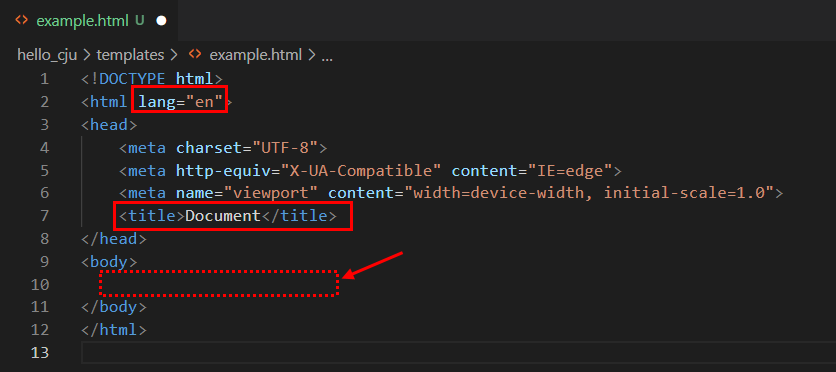 <> example.html U ●
hello_cju > templates > <> example.html > ...
1 <!DOCTYPE html>
2 <html lang="en">
3 <head>
4     <meta charset="UTF-8">
5     <meta http-equiv="X-UA-Compatible" content="IE=edge">
6     <meta name="viewport" content="width=device-width, initial-scale=1.0">
7     <title>Document</title>
8 </head>
9 <body>
10
11 </body>
12 </html>
13